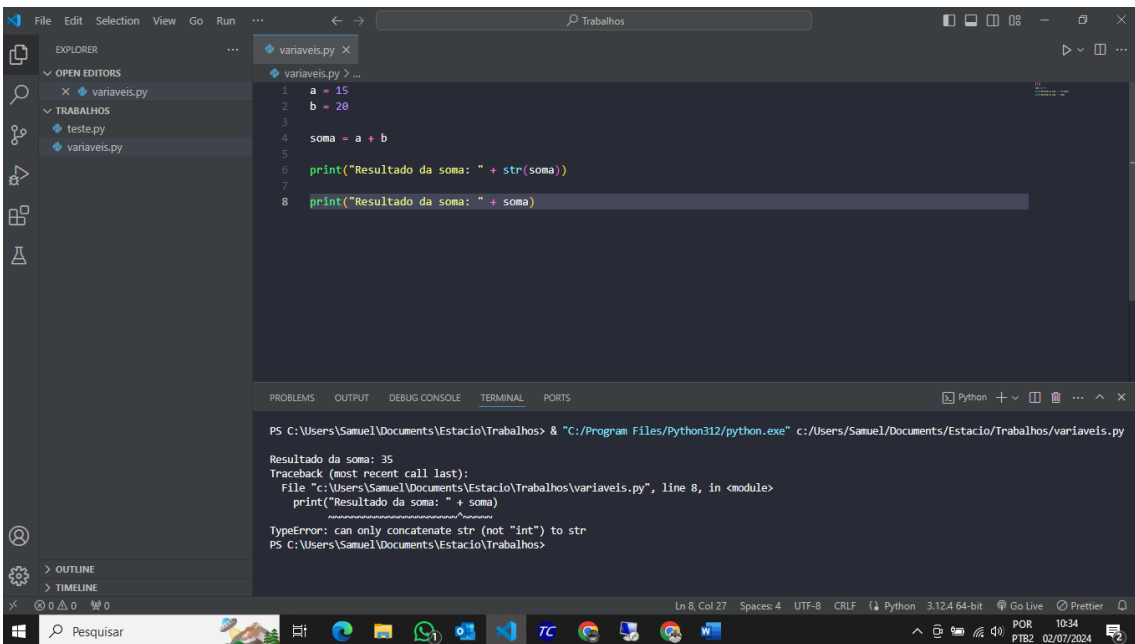 File Edit Selection View Go Run ··· Trabalhos
EXPLORER
OPEN EDITORS
variaveis.py
TRABALHOS
teste.py
variaveis.py
OUTLINE
TIMELINE
variaveis.py
variaveis.py > ...
1 a = 15
2 b = 20
3
4 soma = a + b
5
6 print("Resultado da soma: " + str(soma))
7
8 print("Resultado da soma: " + soma)
PROBLEMS OUTPUT DEBUG CONSOLE TERMINAL PORTS Python
PS C:\Users\Samuel\Documents\Estacio\Trabalhos> & "C:/Program Files/Python312/python.exe" c:/Users/Samuel/Documents/Estacio/Trabalhos/variaveis.py
Resultado da soma: 35
Traceback (most recent call last):
File "c:\Users\Samuel\Documents\Estacio\Trabalhos\variaveis.py", line 8, in <module>
print("Resultado da soma: " + soma)
~~~~~~~~~~~~~~~~~~~~~~^~~~~~
TypeError: can only concatenate str (not "int") to str
PS C:\Users\Samuel\Documents\Estacio\Trabalhos>
0 0 0 Ln 8, Col 27 Spaces: 4 UTF-8 CRLF Python 3.12.4 64-bit Go Live Prettier
Pesquisar TC POR 10:34
PTB2 02/07/2024